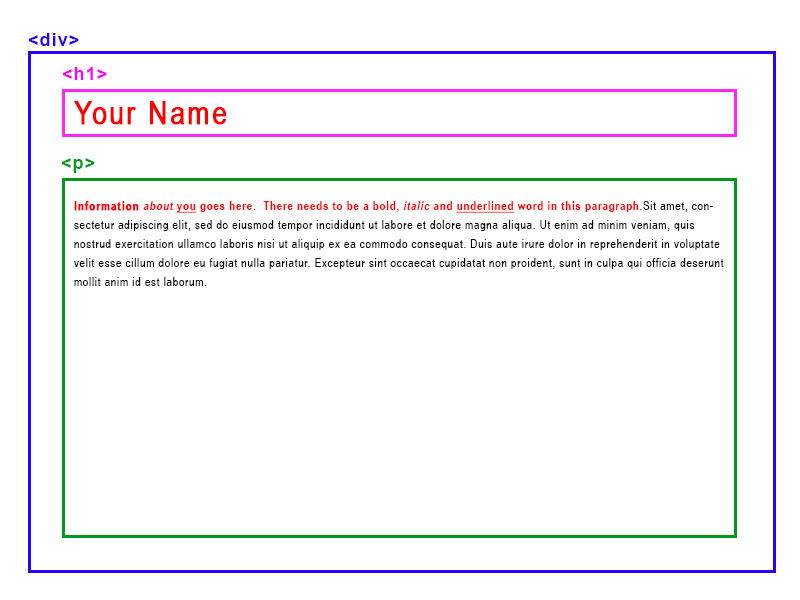 <div>
<h1>
Your Name
<p>
Information about you goes here.  There needs to be a bold, italic and underlined word in this paragraph.Sit amet, con-
sectetur adipiscing elit, sed do eiusmod tempor incididunt ut labore et dolore magna aliqua. Ut enim ad minim veniam, quis
nostrud exercitation ullamco laboris nisi ut aliquip ex ea commodo consequat. Duis aute irure dolor in reprehenderit in voluptate
velit esse cillum dolore eu fugiat nulla pariatur. Excepteur sint occaecat cupidatat non proident, sunt in culpa qui officia deserunt
mollit anim id est laborum.